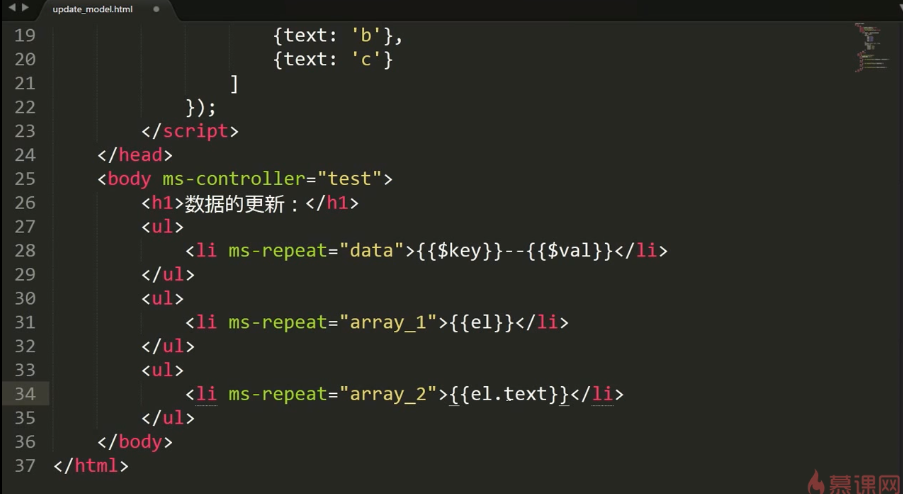 update_model.html
19 {text: 'b'},
20 {text: 'c'}
21 ]
22 });
23 </script>
24 </head>
25 <body ms-controller="test">
26 <h1>数据的更新：</h1>
27 <ul>
28 <li ms-repeat="data">{{$key}}--{{$val}}</li>
29 </ul>
30 <ul>
31 <li ms-repeat="array_1">{{el}}</li>
32 </ul>
33 <ul>
34 <li ms-repeat="array_2">{{el.text}}</li>
35 </ul>
36 </body>
37 </html>
慕课网